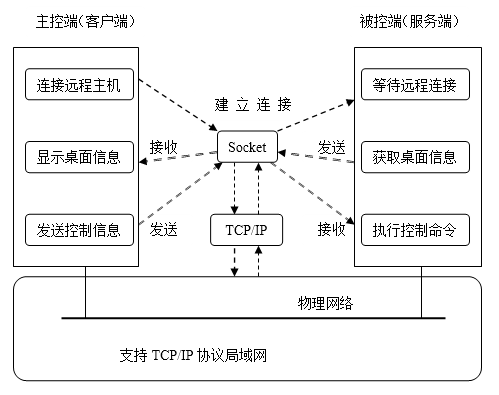 主控端（客户端）
被控端（服务端）
连接远程主机
建 立 连 接
等待远程连接
显示桌面信息
接收
Socket
发送
获取桌面信息
发送控制信息
发送
TCP/IP
接收
执行控制命令
物理网络
支持 TCP/IP 协议局域网